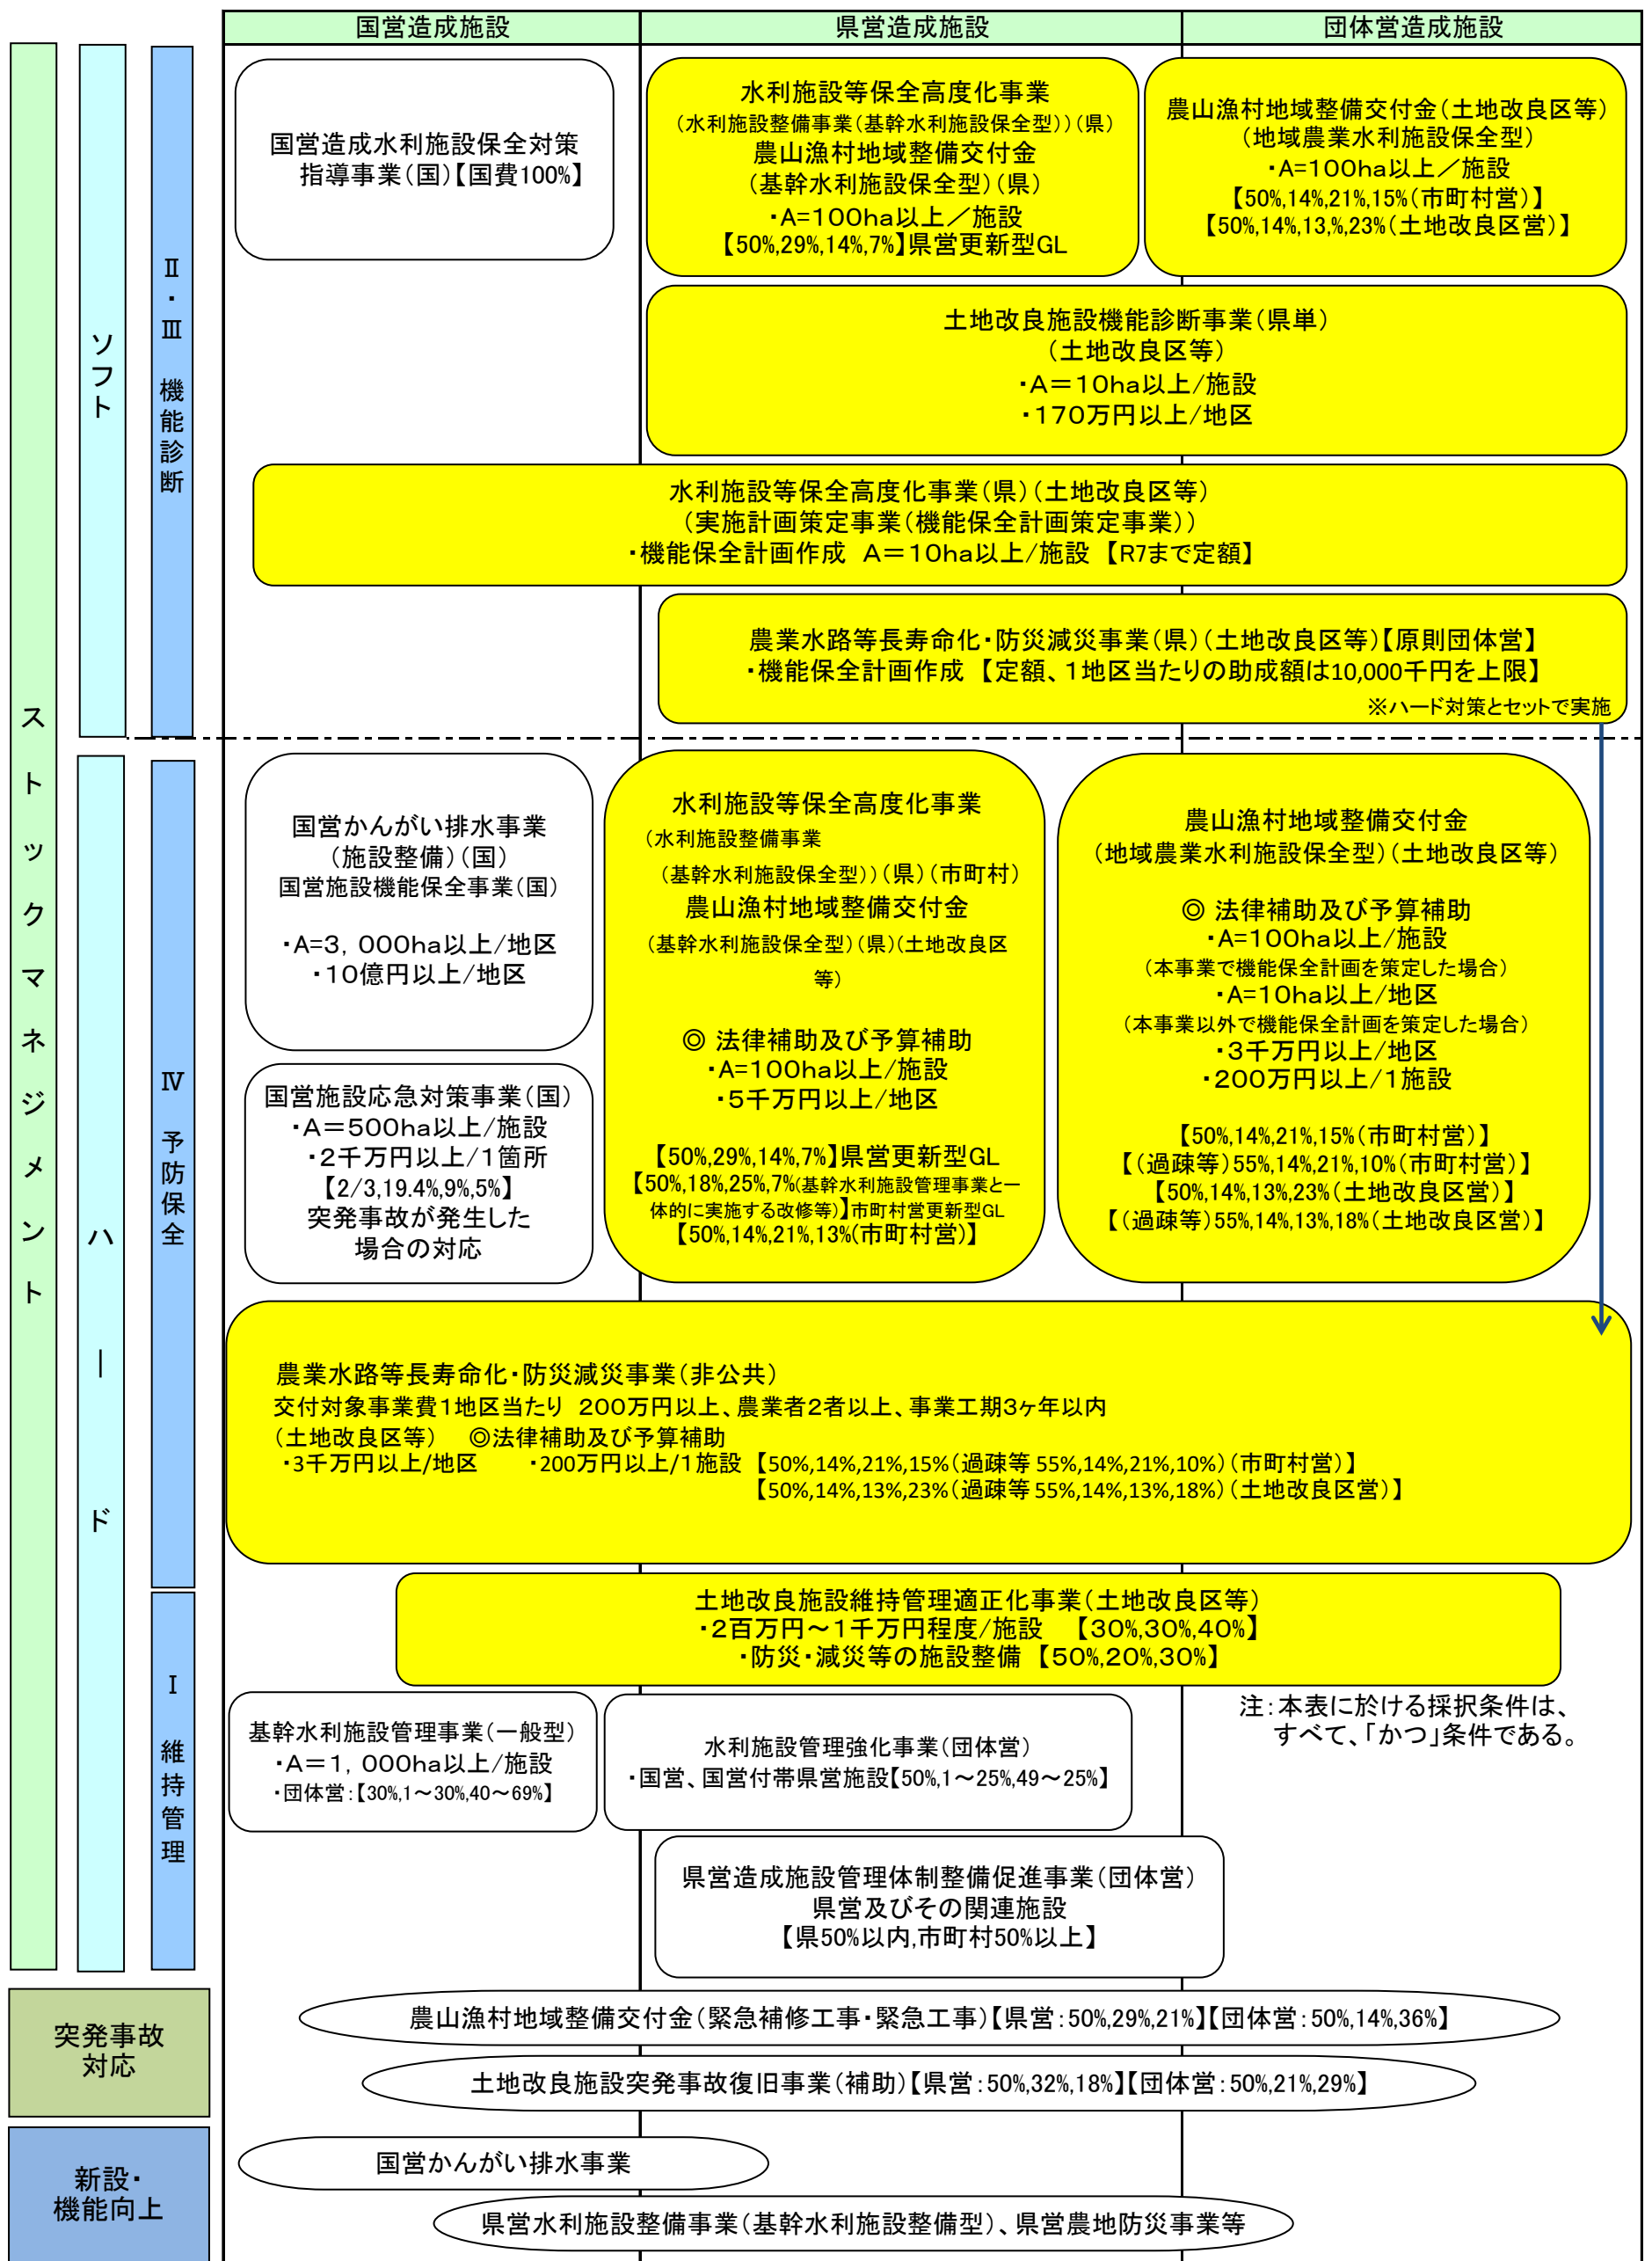 国営造成施設
県営造成施設
団体営造成施設
ストックマネジメント
ソフト
Ⅱ・Ⅲ 機能診断
国営造成水利施設保全対策
指導事業(国)【国費100%】
水利施設等保全高度化事業
(水利施設整備事業(基幹水利施設保全型))(県)
農山漁村地域整備交付金
(基幹水利施設保全型)(県)
・A=100ha以上／施設
【50%,29%,14%,7%】県営更新型GL
農山漁村地域整備交付金(土地改良区等)
(地域農業水利施設保全型)
・A=100ha以上／施設
【50%,14%,21%,15%(市町村営)】
【50%,14%,13,%,23%(土地改良区営)】
土地改良施設機能診断事業(県単)
(土地改良区等)
・A＝10ha以上/施設
・170万円以上/地区
水利施設等保全高度化事業(県)(土地改良区等)
(実施計画策定事業(機能保全計画策定事業))
・機能保全計画作成 A＝10ha以上/施設 【R7まで定額】
農業水路等長寿命化・防災減災事業(県)(土地改良区等)【原則団体営】
・機能保全計画作成 【定額、1地区当たりの助成額は10,000千円を上限】
※ハード対策とセットで実施
ハード
Ⅳ 予防保全
国営かんがい排水事業
(施設整備)(国)
国営施設機能保全事業(国)
・A=3，000ha以上/地区
・10億円以上/地区
国営施設応急対策事業(国)
・A＝500ha以上/施設
・2千万円以上/1箇所
【2/3,19.4%,9%,5%】
突発事故が発生した
場合の対応
水利施設等保全高度化事業
(水利施設整備事業
(基幹水利施設保全型))(県)(市町村)
農山漁村地域整備交付金
(基幹水利施設保全型)(県)(土地改良区
等)
◎ 法律補助及び予算補助
・A=100ha以上/施設
・5千万円以上/地区
【50%,29%,14%,7%】県営更新型GL
【50%,18%,25%,7%(基幹水利施設管理事業と一
体的に実施する改修等)】市町村営更新型GL
【50%,14%,21%,13%(市町村営)】
農山漁村地域整備交付金
(地域農業水利施設保全型)(土地改良区等)
◎ 法律補助及び予算補助
・A=100ha以上/施設
(本事業で機能保全計画を策定した場合)
・A=10ha以上/地区
(本事業以外で機能保全計画を策定した場合)
・3千万円以上/地区
・200万円以上/1施設
【50%,14%,21%,15%(市町村営)】
【(過疎等)55%,14%,21%,10%(市町村営)】
【50%,14%,13%,23%(土地改良区営)】
【(過疎等)55%,14%,13%,18%(土地改良区営)】
農業水路等長寿命化・防災減災事業(非公共)
交付対象事業費1地区当たり 200万円以上、農業者2者以上、事業工期3ヶ年以内
(土地改良区等) ◎法律補助及び予算補助
・3千万円以上/地区 ・200万円以上/1施設 【50%,14%,21%,15%(過疎等 55%,14%,21%,10%)(市町村営)】
【50%,14%,13%,23%(過疎等 55%,14%,13%,18%)(土地改良区営)】
土地改良施設維持管理適正化事業(土地改良区等)
・2百万円～1千万円程度/施設 【30%,30%,40%】
・防災・減災等の施設整備 【50%,20%,30%】
Ⅰ 維持管理
基幹水利施設管理事業(一般型)
・A＝1，000ha以上/施設
・団体営：【30%,1～30%,40～69%】
水利施設管理強化事業(団体営)
・国営、国営付帯県営施設【50%,1～25%,49～25%】
注：本表に於ける採択条件は、
すべて、「かつ」条件である。
県営造成施設管理体制整備促進事業(団体営)
県営及びその関連施設
【県50%以内,市町村50%以上】
突発事故
対応
農山漁村地域整備交付金(緊急補修工事・緊急工事)【県営：50%,29%,21%】【団体営：50%,14%,36%】
土地改良施設突発事故復旧事業(補助)【県営：50%,32%,18%】【団体営：50%,21%,29%】
新設・
機能向上
国営かんがい排水事業
県営水利施設整備事業(基幹水利施設整備型)、県営農地防災事業等